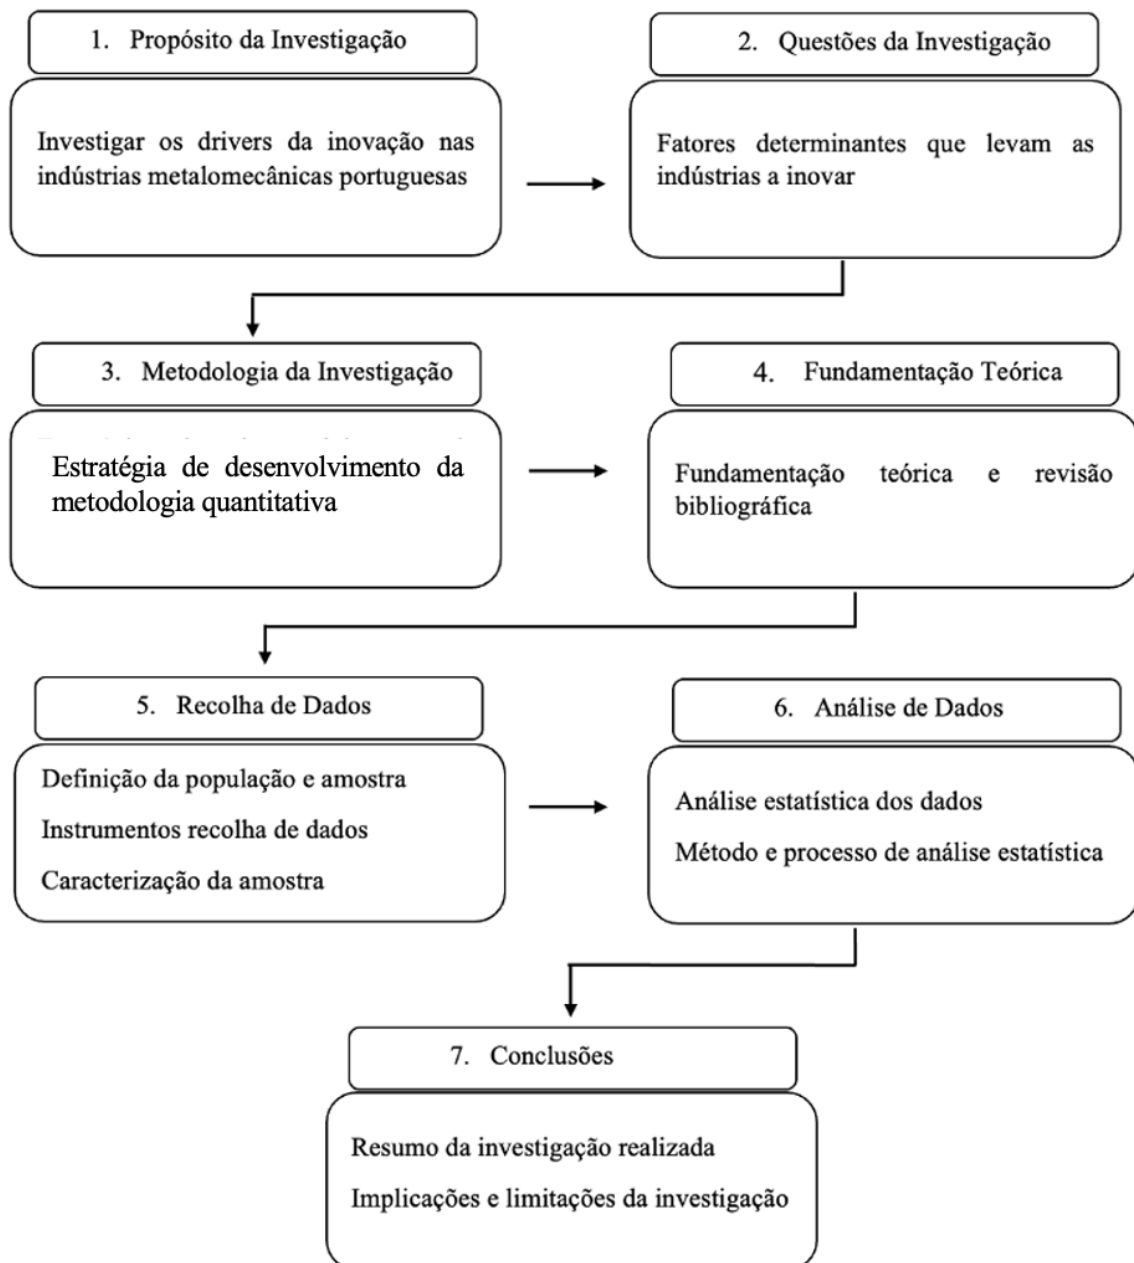 1. Propósito da Investigação
Investigar os drivers da inovação nas
indústrias metalomecânicas portuguesas
2. Questões da Investigação
Fatores determinantes que levam as
indústrias a inovar
3. Metodologia da Investigação
Estratégia de desenvolvimento da
metodologia quantitativa
4. Fundamentação Teórica
Fundamentação teórica e revisão
bibliográfica
5. Recolha de Dados
Definição da população e amostra
Instrumentos recolha de dados
Caracterização da amostra
6. Análise de Dados
Análise estatística dos dados
Método e processo de análise estatística
7. Conclusões
Resumo da investigação realizada
Implicações e limitações da investigação